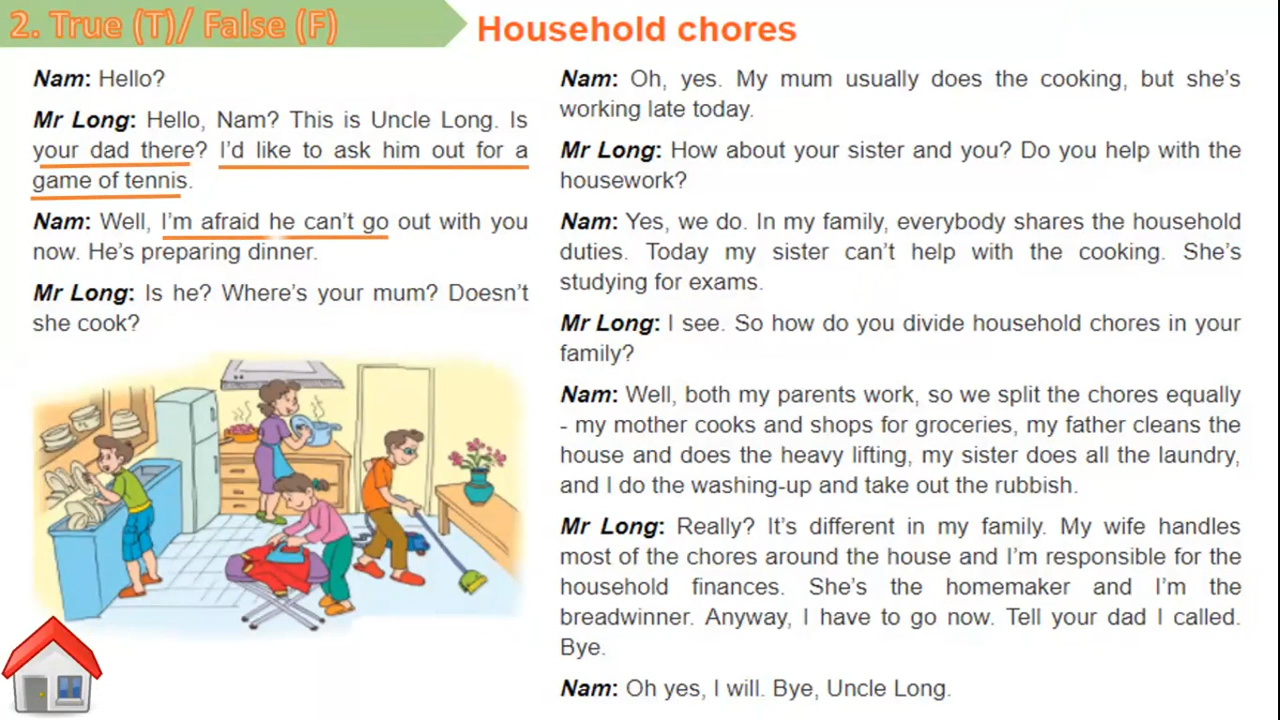 2. True (T)/ False (F)
Household chores
Nam: Hello?
Mr Long: Hello, Nam? This is Uncle Long. Is
your dad there? I'd like to ask him out for a
game of tennis.
Nam: Well, I'm afraid he can't go out with you
now. He's preparing dinner.
Mr Long: Is he? Where's your mum? Doesn't
she cook?
Nam: Oh, yes. My mum usually does the cooking, but she's
working late today.
Mr Long: How about your sister and you? Do you help with the
housework?
Nam: Yes, we do. In my family, everybody shares the household
duties. Today my sister can't help with the cooking. She's
studying for exams.
Mr Long: I see. So how do you divide household chores in your
family?
Nam: Well, both my parents work, so we split the chores equally
- my mother cooks and shops for groceries, my father cleans the
house and does the heavy lifting, my sister does all the laundry,
and I do the washing-up and take out the rubbish.
Mr Long: Really? It's different in my family. My wife handles
most of the chores around the house and I'm responsible for the
household finances. She's the homemaker and I'm the
breadwinner. Anyway, I have to go now. Tell your dad I called.
Bye.
Nam: Oh yes, I will. Bye, Uncle Long.